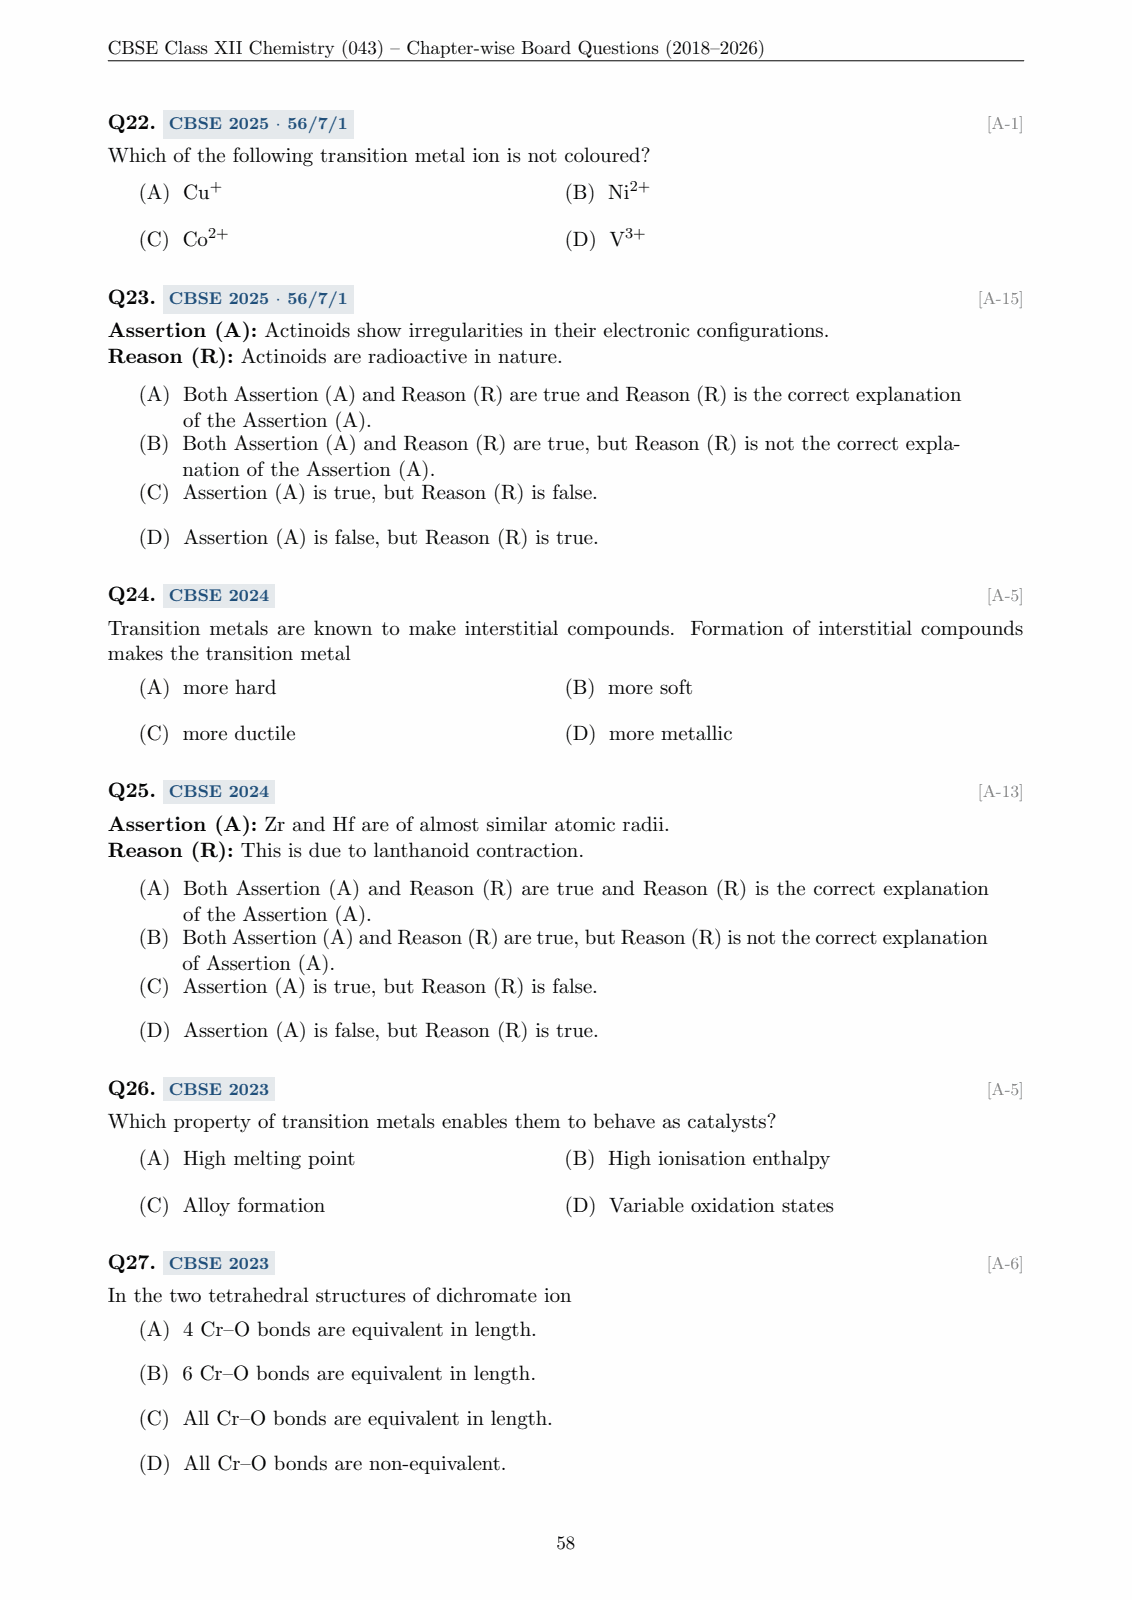 CBSE Class XII Chemistry (043) – Chapter-wise Board Questions (2018–2026)
Q22. CBSE 2025 · 56/7/1 [A-1]
Which of the following transition metal ion is not coloured?
(A) Cu⁺ (B) Ni²⁺
(C) Co²⁺ (D) V³⁺
Q23. CBSE 2025 · 56/7/1 [A-15]
Assertion (A): Actinoids show irregularities in their electronic configurations.
Reason (R): Actinoids are radioactive in nature.
(A) Both Assertion (A) and Reason (R) are true and Reason (R) is the correct explanation
of the Assertion (A).
(B) Both Assertion (A) and Reason (R) are true, but Reason (R) is not the correct expla-
nation of the Assertion (A).
(C) Assertion (A) is true, but Reason (R) is false.
(D) Assertion (A) is false, but Reason (R) is true.
Q24. CBSE 2024 [A-5]
Transition metals are known to make interstitial compounds. Formation of interstitial compounds
makes the transition metal
(A) more hard (B) more soft
(C) more ductile (D) more metallic
Q25. CBSE 2024 [A-13]
Assertion (A): Zr and Hf are of almost similar atomic radii.
Reason (R): This is due to lanthanoid contraction.
(A) Both Assertion (A) and Reason (R) are true and Reason (R) is the correct explanation
of the Assertion (A).
(B) Both Assertion (A) and Reason (R) are true, but Reason (R) is not the correct explanation
of Assertion (A).
(C) Assertion (A) is true, but Reason (R) is false.
(D) Assertion (A) is false, but Reason (R) is true.
Q26. CBSE 2023 [A-5]
Which property of transition metals enables them to behave as catalysts?
(A) High melting point (B) High ionisation enthalpy
(C) Alloy formation (D) Variable oxidation states
Q27. CBSE 2023 [A-6]
In the two tetrahedral structures of dichromate ion
(A) 4 Cr–O bonds are equivalent in length.
(B) 6 Cr–O bonds are equivalent in length.
(C) All Cr–O bonds are equivalent in length.
(D) All Cr–O bonds are non-equivalent.
58